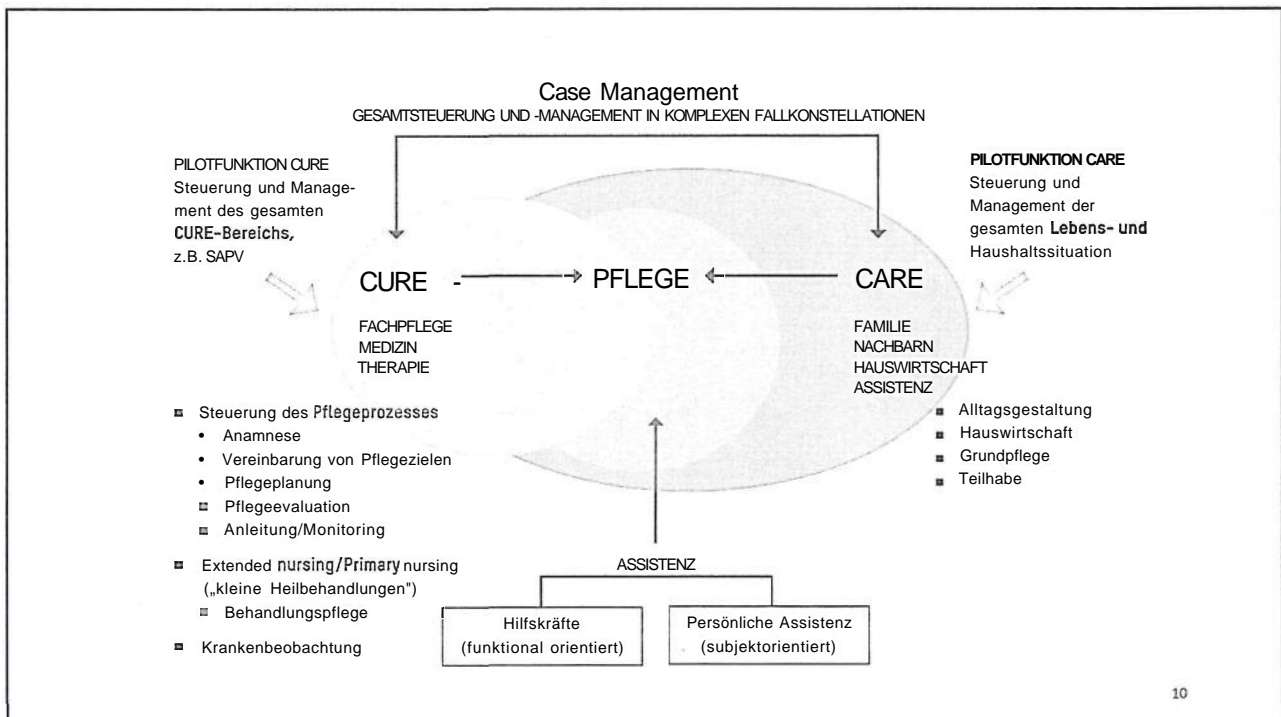 Case Management
GESAMTSTEUERUNG UND -MANAGEMENT IN KOMPLEXEN FALLKONSTELLATIONEN
PILOTFUNKTION CURE
Steuerung und Manage-
ment des gesamten
CURE-Bereichs,
z.B. SAPV
PILOTFUNKTION CARE
Steuerung und
Management der
gesamten Lebens- und
Haushaltssituation
CURE -
PFLEGE
CARE
FACHPFLEGE
MEDIZIN
THERAPIE
FAMILIE
NACHBARN
HAUSWIRTSCHAFT
ASSISTENZ
Steuerung des Pflegeprozesses
• Anamnese
• Vereinbarung von Pflegezielen
• Pflegeplanung
Pflegeevaluation
Anleitung/Monitoring
Extended nursing/Primary nursing
(„kleine Heilbehandlungen")
Behandlungspflege
Krankenbeobachtung
Alltagsgestaltung
Hauswirtschaft
Grundpflege
Teilhabe
ASSISTENZ
Hilfskräfte
(funktional orientiert)
Persönliche Assistenz
(subjektorientiert)
10